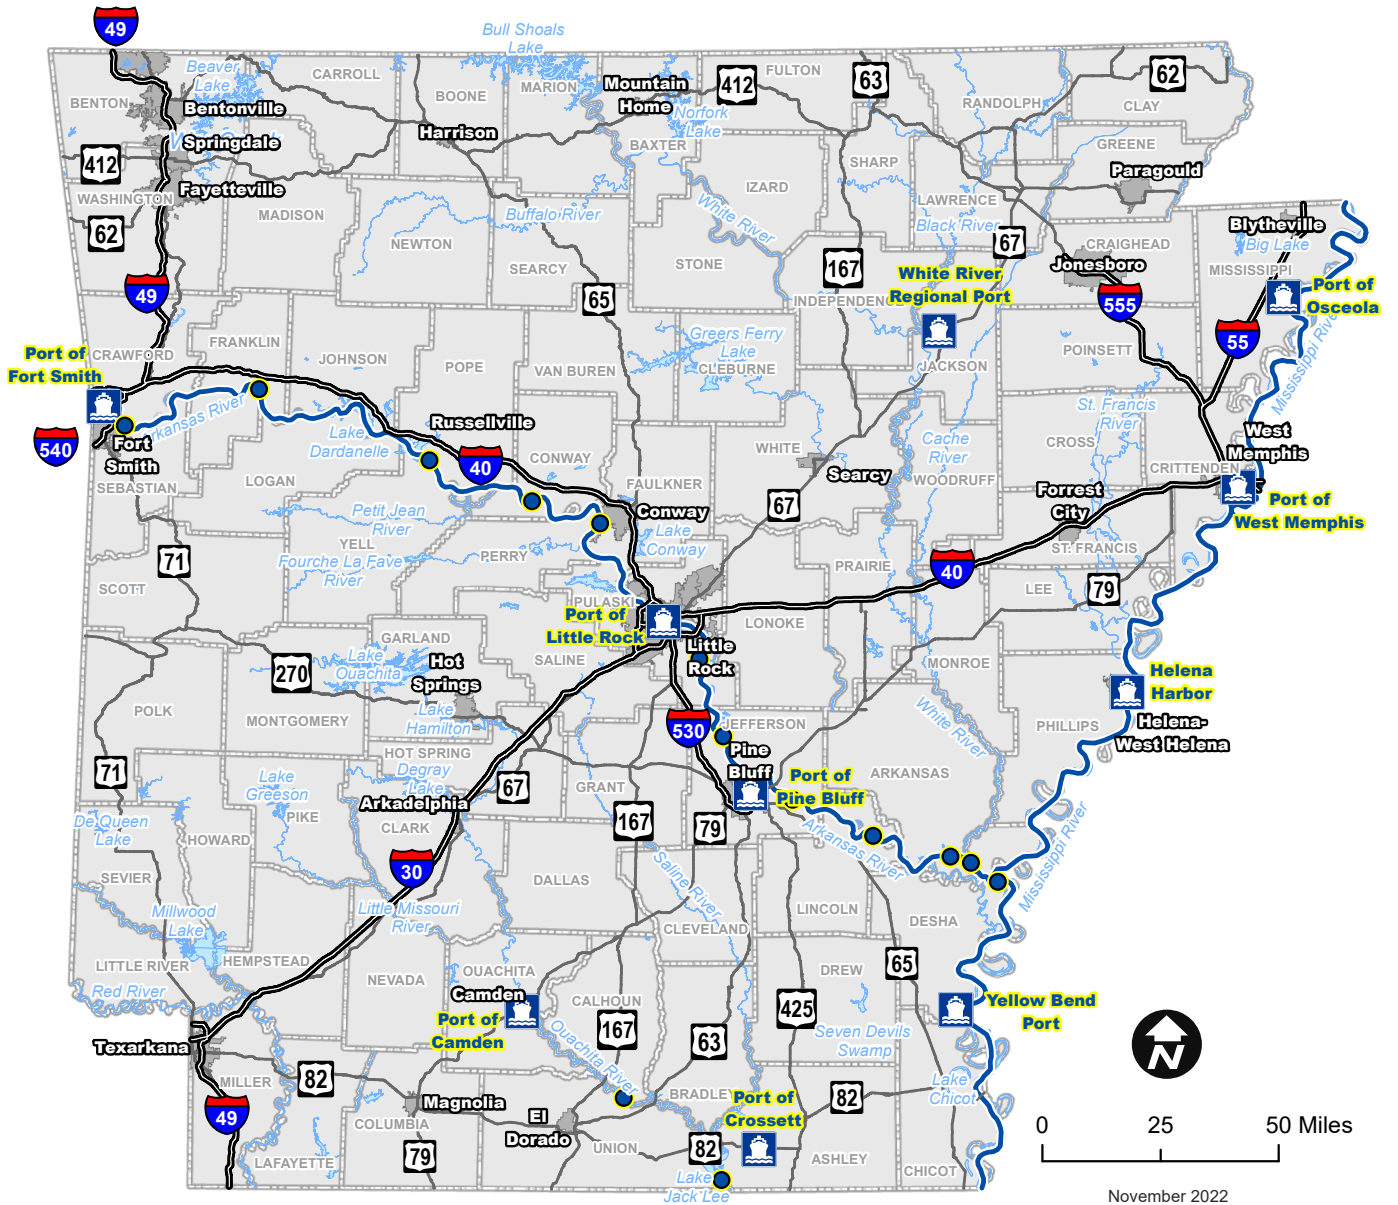 49
Bull Shoals
Lake
Beaver
Lake
CARROLL
BOONE
MARION
Mountain
Home
412
FULTON
63
62
BENTON
Bentonville
Harrison
Norfork
Lake
RANDOLPH
CLAY
Springdale
BAXTER
GREENE
412
SHARP
Paragould
WASHINGTON
Fayetteville
IZARD
LAWRENCE
MADISON
Buffalo River
White River
Black River
62
NEWTON
67
CRAIGHEAD
Blytheville
Big Lake
SEARCY
STONE
167
Jonesboro
MISSISSIPPI
White River
Regional Port
49
65
INDEPENDENCE
555
Port of
Osceola
FRANKLIN
Greers Ferry
Lake
55
Mississippi River
Port of
Fort Smith
CRAWFORD
JOHNSON
POPE
VAN BUREN
CLEBURNE
JACKSON
POINSETT
Arkansas River
St. Francis
River
540
Fort
Smith
Lake
Dardanelle
Russellville
WHITE
Cache
River
CROSS
West
Memphis
40
CONWAY
Searcy
CRITTENDEN
SEBASTIAN
LOGAN
FAULKNER
WOODRUFF
Forrest
City
Port of
West Memphis
Petit Jean
River
Conway
67
Lake
Conway
YELL
Fourche La Fave
River
PERRY
ST. FRANCIS
71
PRAIRIE
40
SCOTT
LEE
79
PULASKI
Port of
Little Rock
LONOKE
GARLAND
Lake
Ouachita
Hot
Springs
SALINE
Little
Rock
MONROE
Helena
Harbor
270
POLK
MONTGOMERY
Lake
Hamilton
530
JEFFERSON
White River
PHILLIPS
Helena-
West Helena
HOT SPRING
Degray
Lake
Pine
Bluff
71
Lake
Greeson
67
GRANT
Port of
Pine Bluff
ARKANSAS
Arkadelphia
De Queen
Lake
PIKE
CLARK
167
79
HOWARD
Arkansas River
Mississippi River
30
SEVIER
DALLAS
Saline River
Millwood
Lake
Little Missouri
River
LINCOLN
DESHA
CLEVELAND
LITTLE RIVER
HEMPSTEAD
NEVADA
OUACHITA
DREW
65
Red River
Camden
CALHOUN
425
Yellow Bend
Port
Port of
Camden
167
Ouachita River
63
Seven Devils
Swamp
Texarkana
MILLER
82
BRADLEY
Port of
Crossett
82
Lake
Chicot
49
Magnolia
El
Dorado
COLUMBIA
UNION
82
LAFAYETTE
79
ASHLEY
CHICOT
Lake
Jack Lee
N
0 25 50 Miles
November 2022